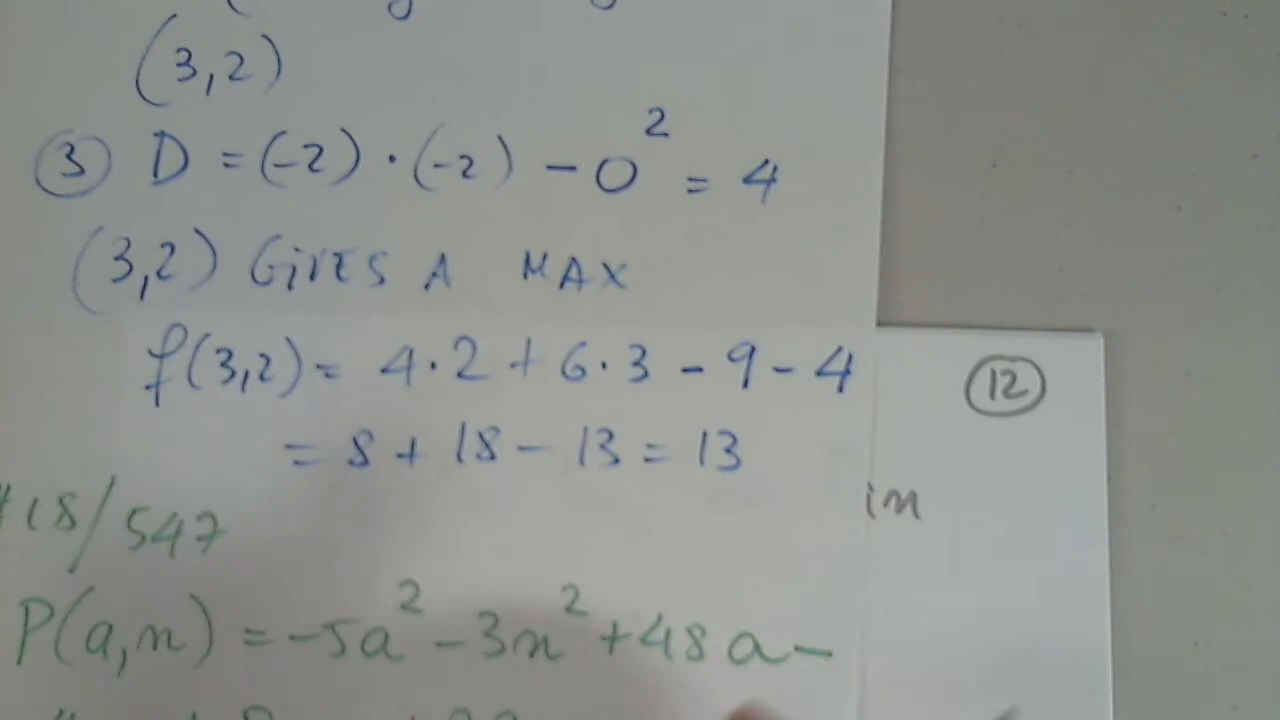 (3,2)
③ D = (-2) · (-2) - 0² = 4
(3,2) GIVES A MAX
f(3,2) = 4·2 + 6·3 - 9 - 4
= 8 + 18 - 13 = 13
⑫
in
#18/547
P(a,n) = -5a² - 3n² + 48a -